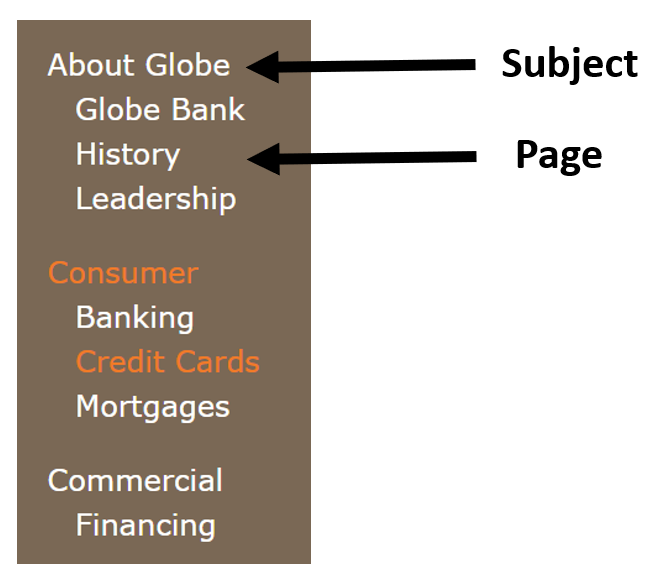 About Globe
Subject
Globe Bank
History
Page
Leadership
Consumer
Banking
Credit Cards
Mortgages
Commercial
Financing